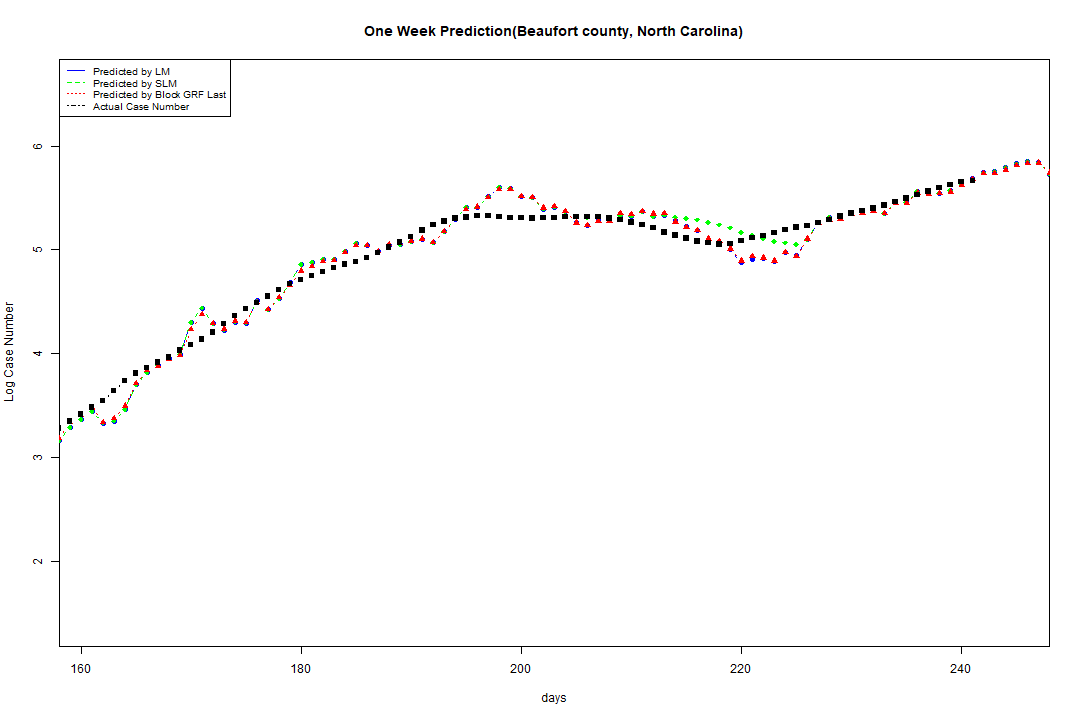 One Week Prediction(Beaufort county, North Carolina)
Predicted by LM
Predicted by SLM
Predicted by Block GRF Last
Actual Case Number
6
5
4
3
2
Log Case Number
160 180 200 220 240
days